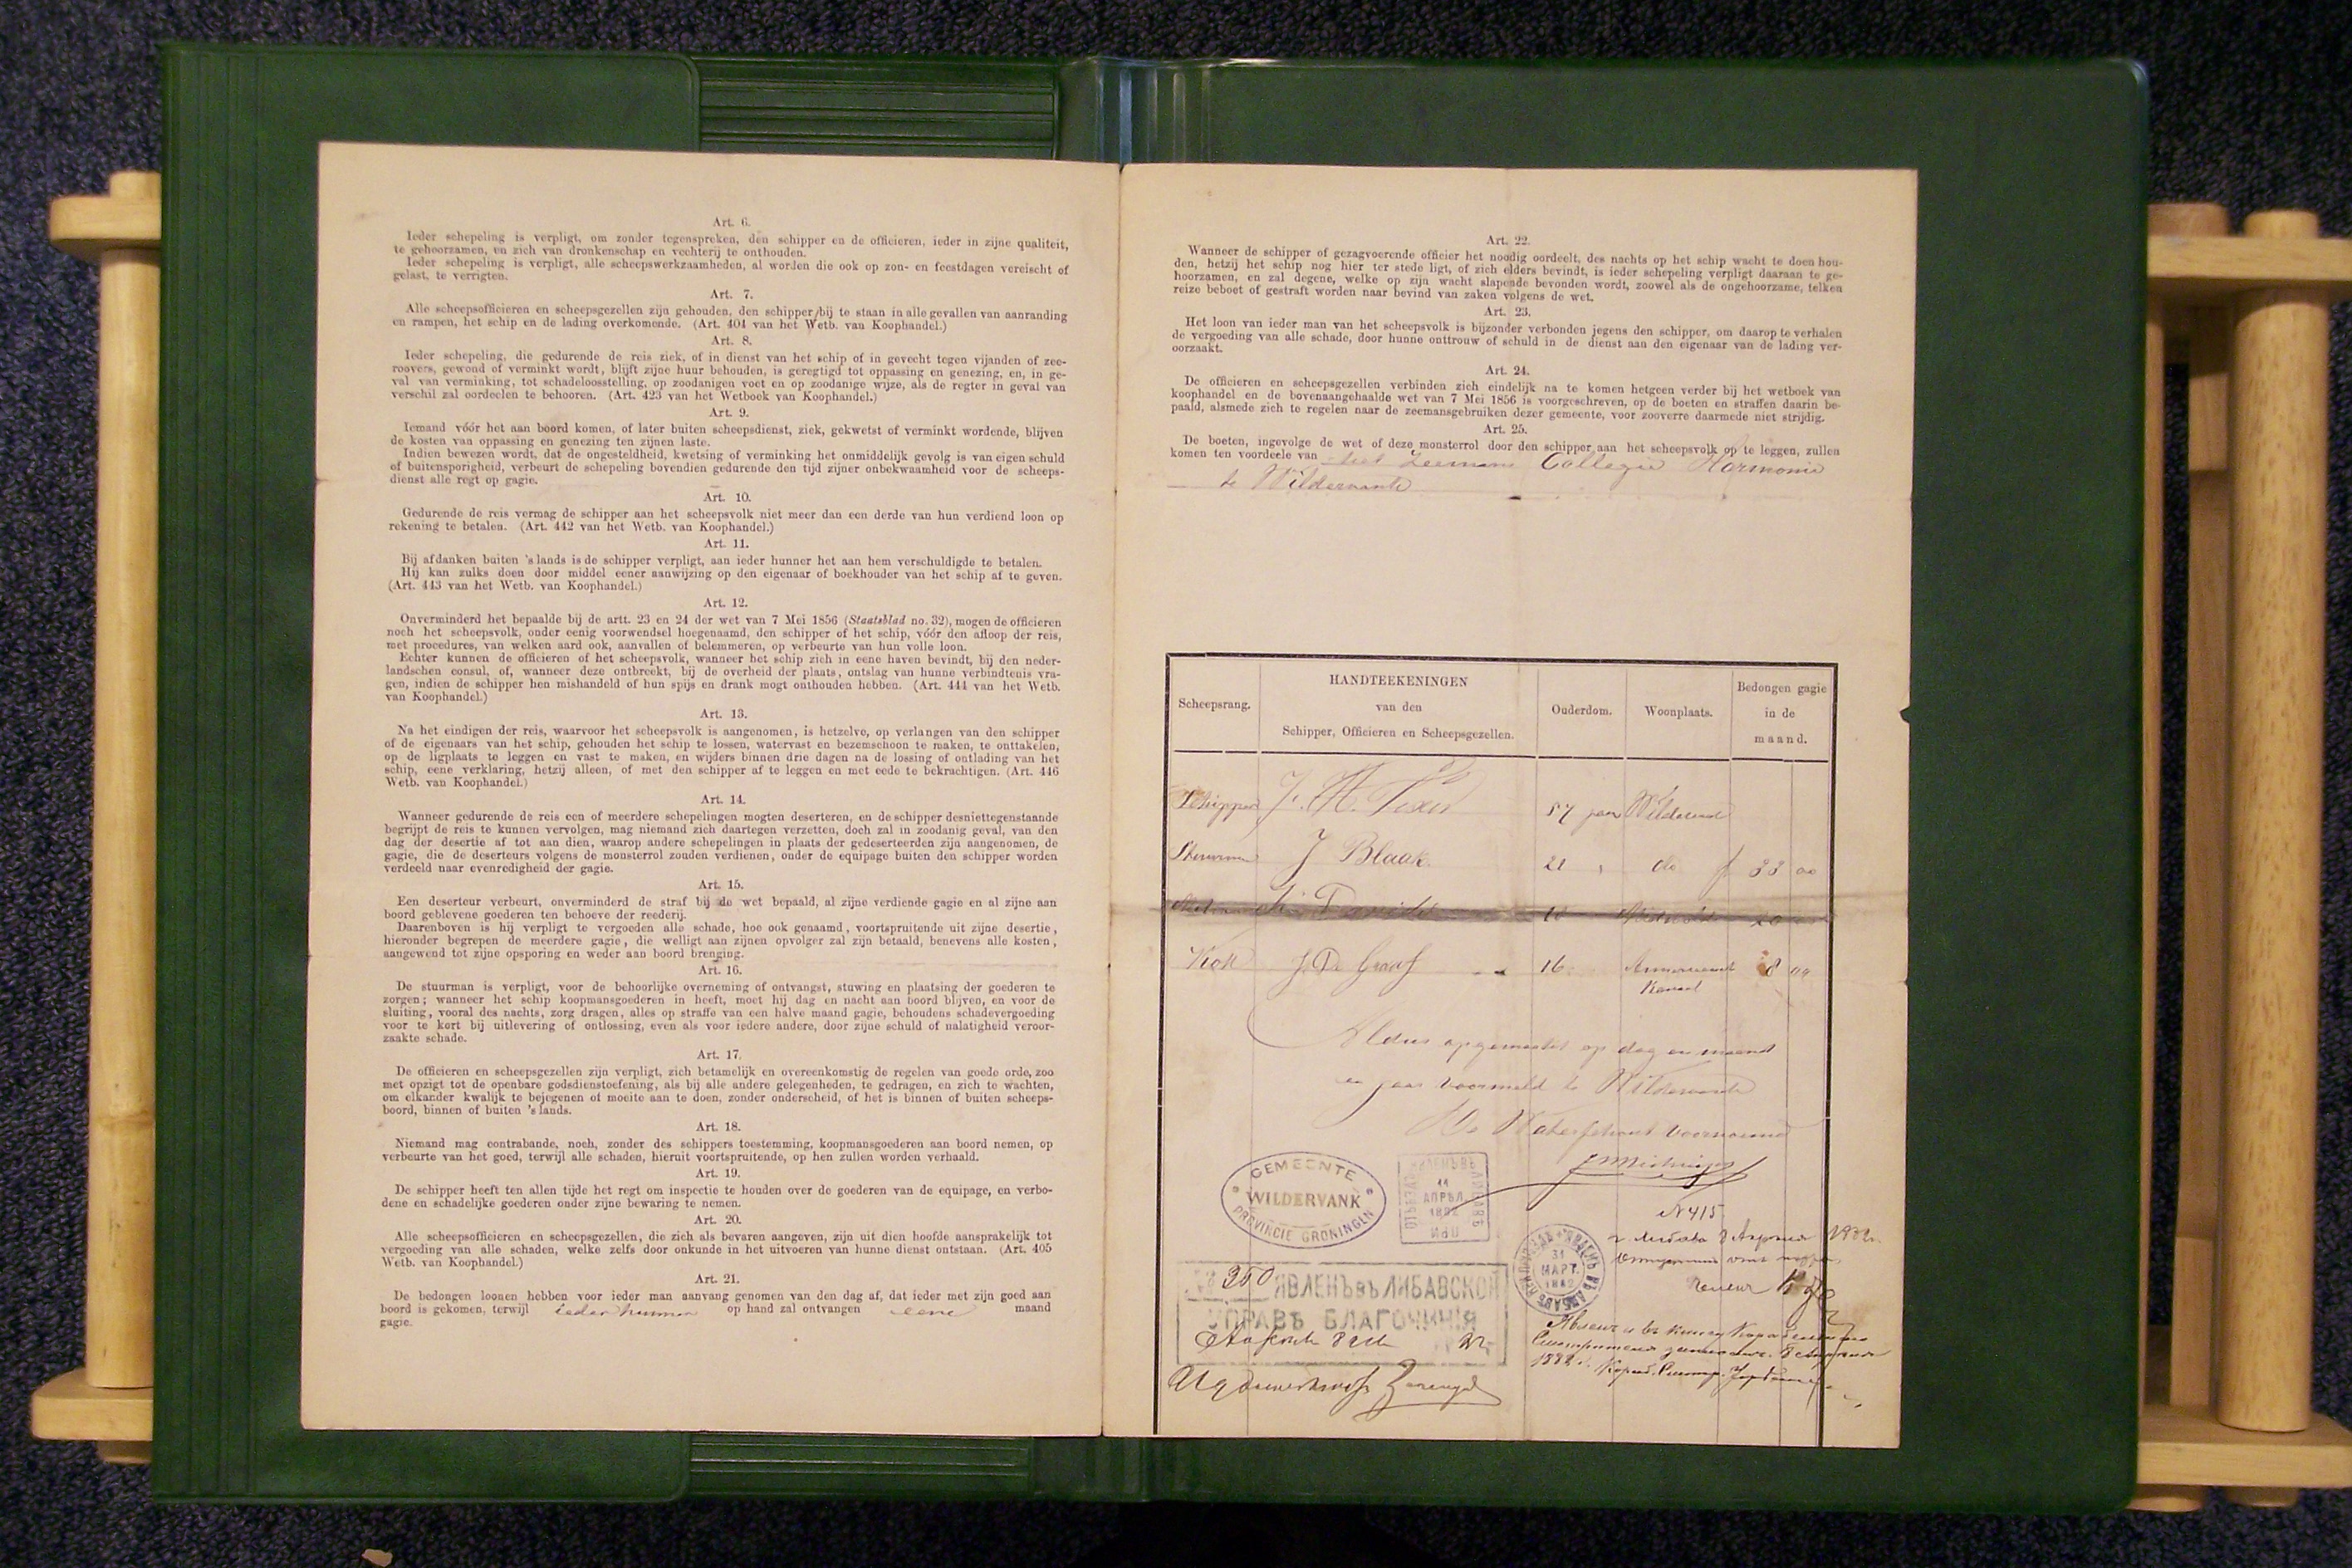 Art. 6.
Ieder schepeling is verpligt, om zonder tegenspreken, den schipper en de officieren, ieder in zijne qualiteit,
te gehoorzamen, en zich van dronkenschap en vechterij te onthouden.
Ieder schepeling is verpligt, alle scheepswerkzaamheden, al worden die ook op zon- en feestdagen vereischt of
gelast, te verrigten.
Art. 7.
Alle scheepsofficieren en scheepsgezellen zijn gehouden, den schipper bij te staan in alle gevallen van aanranding
en rampen, het schip en de lading overkomende. (Art. 404 van het Wetb. van Koophandel.)
Art. 8.
Ieder schepeling, die gedurende de reis ziek, of in dienst van het schip of in gevecht tegen vijanden of zee-
roovers, gewond of verminkt wordt, blijft zijne huur behouden, is geregtigd tot oppassing en genezing, en, in ge-
val van verminking, tot schadeloosstelling, op zoodanigen voet en op zoodanige wijze, als de regter in geval van
verschil zal oordeelen te behooren. (Art. 423 van het Wetboek van Koophandel.)
Art. 9.
Iemand vóór het aan boord komen, of later buiten scheepsdienst, ziek, gekwetst of verminkt wordende, blijven
de kosten van oppassing en genezing ten zijnen laste.
Indien bewezen wordt, dat de ongesteldheid, kwetsing of verminking het onmiddelijk gevolg is van eigen schuld
of buitensporigheid, verbeurt de schepeling bovendien gedurende den tijd zijner onbekwaamheid voor de scheeps-
dienst alle regt op gagie.
Art. 10.
Gedurende de reis vermag de schipper aan het scheepsvolk niet meer dan een derde van hun verdiend loon op
rekening te betalen. (Art. 442 van het Wetb. van Koophandel.)
Art. 11.
Bij afdanken buiten 's lands is de schipper verpligt, aan ieder hunner het aan hem verschuldigde te betalen.
Hij kan zulks doen door middel eener aanwijzing op den eigenaar of boekhouder van het schip af te geven.
(Art. 443 van het Wetb. van Koophandel.)
Art. 12.
Onverminderd het bepaalde bij de artt. 23 en 24 der wet van 7 Mei 1856 (Staatsblad no. 32), mogen de officieren
noch het scheepsvolk, onder eenig voorwendsel hoegenaamd, den schipper of het schip, vóór den afloop der reis,
met procedures, van welken aard ook, aanvallen of belemmeren, op verbeurte van hun volle loon.
Echter kunnen de officieren of het scheepsvolk, wanneer het schip zich in eene haven bevindt, bij den neder-
landschen consul, of, wanneer deze ontbreekt, bij de overheid der plaats, ontslag van hunne verbindtenis vra-
gen, indien de schipper hen mishandeld of hun spijs en drank mogt onthouden hebben. (Art. 444 van het Wetb.
van Koophandel.)
Art. 13.
Na het eindigen der reis, waarvoor het scheepsvolk is aangenomen, is hetzelve, op verlangen van den schipper
of de eigenaars van het schip, gehouden het schip te lossen, watervast en bezemschoon te maken, te onttakelen,
op de ligplaats te leggen en vast te maken, en wijders binnen drie dagen na de lossing of ontlading van het
schip, eene verklaring, hetzij alleen, of met den schipper af te leggen en met eede te bekrachtigen. (Art. 446
Wetb. van Koophandel.)
Art. 14.
Wanneer gedurende de reis een of meerdere schepelingen mogten deserteren, en de schipper desniettegenstaande
begrijpt de reis te kunnen vervolgen, mag niemand zich daartegen verzetten, doch zal in zoodanig geval, van den
dag der desertie af tot aan dien, waarop andere schepelingen in plaats der gedeserteerden zijn aangenomen, de
gagie, die de deserteurs volgens de monsterrol zouden verdienen, onder de equipage buiten den schipper worden
verdeeld naar evenredigheid der gagie.
Art. 15.
Een deserteur verbeurt, onverminderd de straf bij de wet bepaald, al zijne verdiende gagie en al zijne aan
boord geblevene goederen ten behoeve der reederij.
Daarenboven is hij verpligt te vergoeden alle schade, hoe ook genaamd, voortspruitende uit zijne desertie,
hieronder begrepen de meerdere gagie, die welligt aan zijnen opvolger zal zijn betaald, benevens alle kosten,
aangewend tot zijne opsporing en weder aan boord brenging.
Art. 16.
De stuurman is verpligt, voor de behoorlijke overneming of ontvangst, stuwing en plaatsing der goederen te
zorgen; wanneer het schip koopmansgoederen in heeft, moet hij dag en nacht aan boord blijven, en voor de
sluiting, vooral des nachts, zorg dragen, alles op straffe van een halve maand gagie, behoudens schadevergoeding
voor te kort bij uitlevering of ontlossing, even als voor iedere andere, door zijne schuld of nalatigheid veroor-
zaakte schade.
Art. 17.
De officieren en scheepsgezellen zijn verpligt, zich betamelijk en overeenkomstig de regelen van goede orde, zoo
met opzigt tot de openbare godsdienstoefening, als bij alle andere gelegenheden, te gedragen, en zich te wachten,
om elkander kwalijk te bejegenen of moeite aan te doen, zonder onderscheid, of het is binnen of buiten scheeps-
boord, binnen of buiten 's lands.
Art. 18.
Niemand mag contrabande, noch, zonder des schippers toestemming, koopmansgoederen aan boord nemen, op
verbeurte van het goed, terwijl alle schaden, hieruit voortspruitende, op hen zullen worden verhaald.
Art. 19.
De schipper heeft ten allen tijde het regt om inspectie te houden over de goederen van de equipage, en verbo-
dene en schadelijke goederen onder zijne bewaring te nemen.
Art. 20.
Alle scheepsofficieren en scheepsgezellen, die zich als bevaren aangeven, zijn uit dien hoofde aansprakelijk tot
vergoeding van alle schaden, welke zelfs door onkunde in het uitvoeren van hunne dienst ontstaan. (Art. 405
Wetb. van Koophandel.)
Art. 21.
De bedongen loonen hebben voor ieder man aanvang genomen van den dag af, dat ieder met zijn goed aan
boord is gekomen, terwijl ieder hunner op hand zal ontvangen eene maand
gagie.
Art. 22.
Wanneer de schipper of gezagvoerende officier het noodig oordeelt, des nachts op het schip wacht te doen hou-
den, hetzij het schip nog hier ter stede ligt, of zich elders bevindt, is ieder schepeling verpligt daaraan te ge-
hoorzamen, en zal degene, welke op zijn wacht slapende bevonden wordt, zoowel als de ongehoorzame, telken
reize beboet of gestraft worden naar bevind van zaken volgens de wet.
Art. 23.
Het loon van ieder man van het scheepsvolk is bijzonder verbonden jegens den schipper, om daarop te verhalen
de vergoeding van alle schade, door hunne onttrouw of schuld in de dienst aan den eigenaar van de lading ver-
oorzaakt.
Art. 24.
De officieren en scheepsgezellen verbinden zich eindelijk na te komen hetgeen verder bij het wetboek van
koophandel en de bovenaangehaalde wet van 7 Mei 1856 is voorgeschreven, op de boeten en straffen daarin be-
paald, alsmede zich te regelen naar de zeemansgebruiken dezer gemeente, voor zooverre daarmede niet strijdig.
Art. 25.
De boeten, ingevolge de wet of deze monsterrol door den schipper aan het scheepsvolk op te leggen, zullen
komen ten voordeele van het Zeemans Collegie Harmonie
te Wildervank
Scheepsrang.
HANDTEEKENINGEN
van den
Schipper, Officieren en Scheepsgezellen.
Ouderdom.
Woonplaats.
Bedongen gagie
in de
maand.
Schipper J. H. 57 jaar Wildervank
Stuurman J Blaak 21 " do f 33 00
20
Kok J. De Graaf 16 Annerveensch 8 00
Kanaal
Aldus opgemaakt op dag en maand
en jaar voormeld te Wildervank
De Waterschout voornoemd
GEMEENTE
WILDERVANK
PROVINCIE GRONINGEN
11
АПРѢЛ
1882
N 415
31
МАРТ.
1882
г. Либава 8 Апреля 1882 г.
№ 350 ЯВЛЕНЪ въ ЛИБАВСКОЙ
УПРАВѢ БЛАГОЧИНІЯ
1882 г.